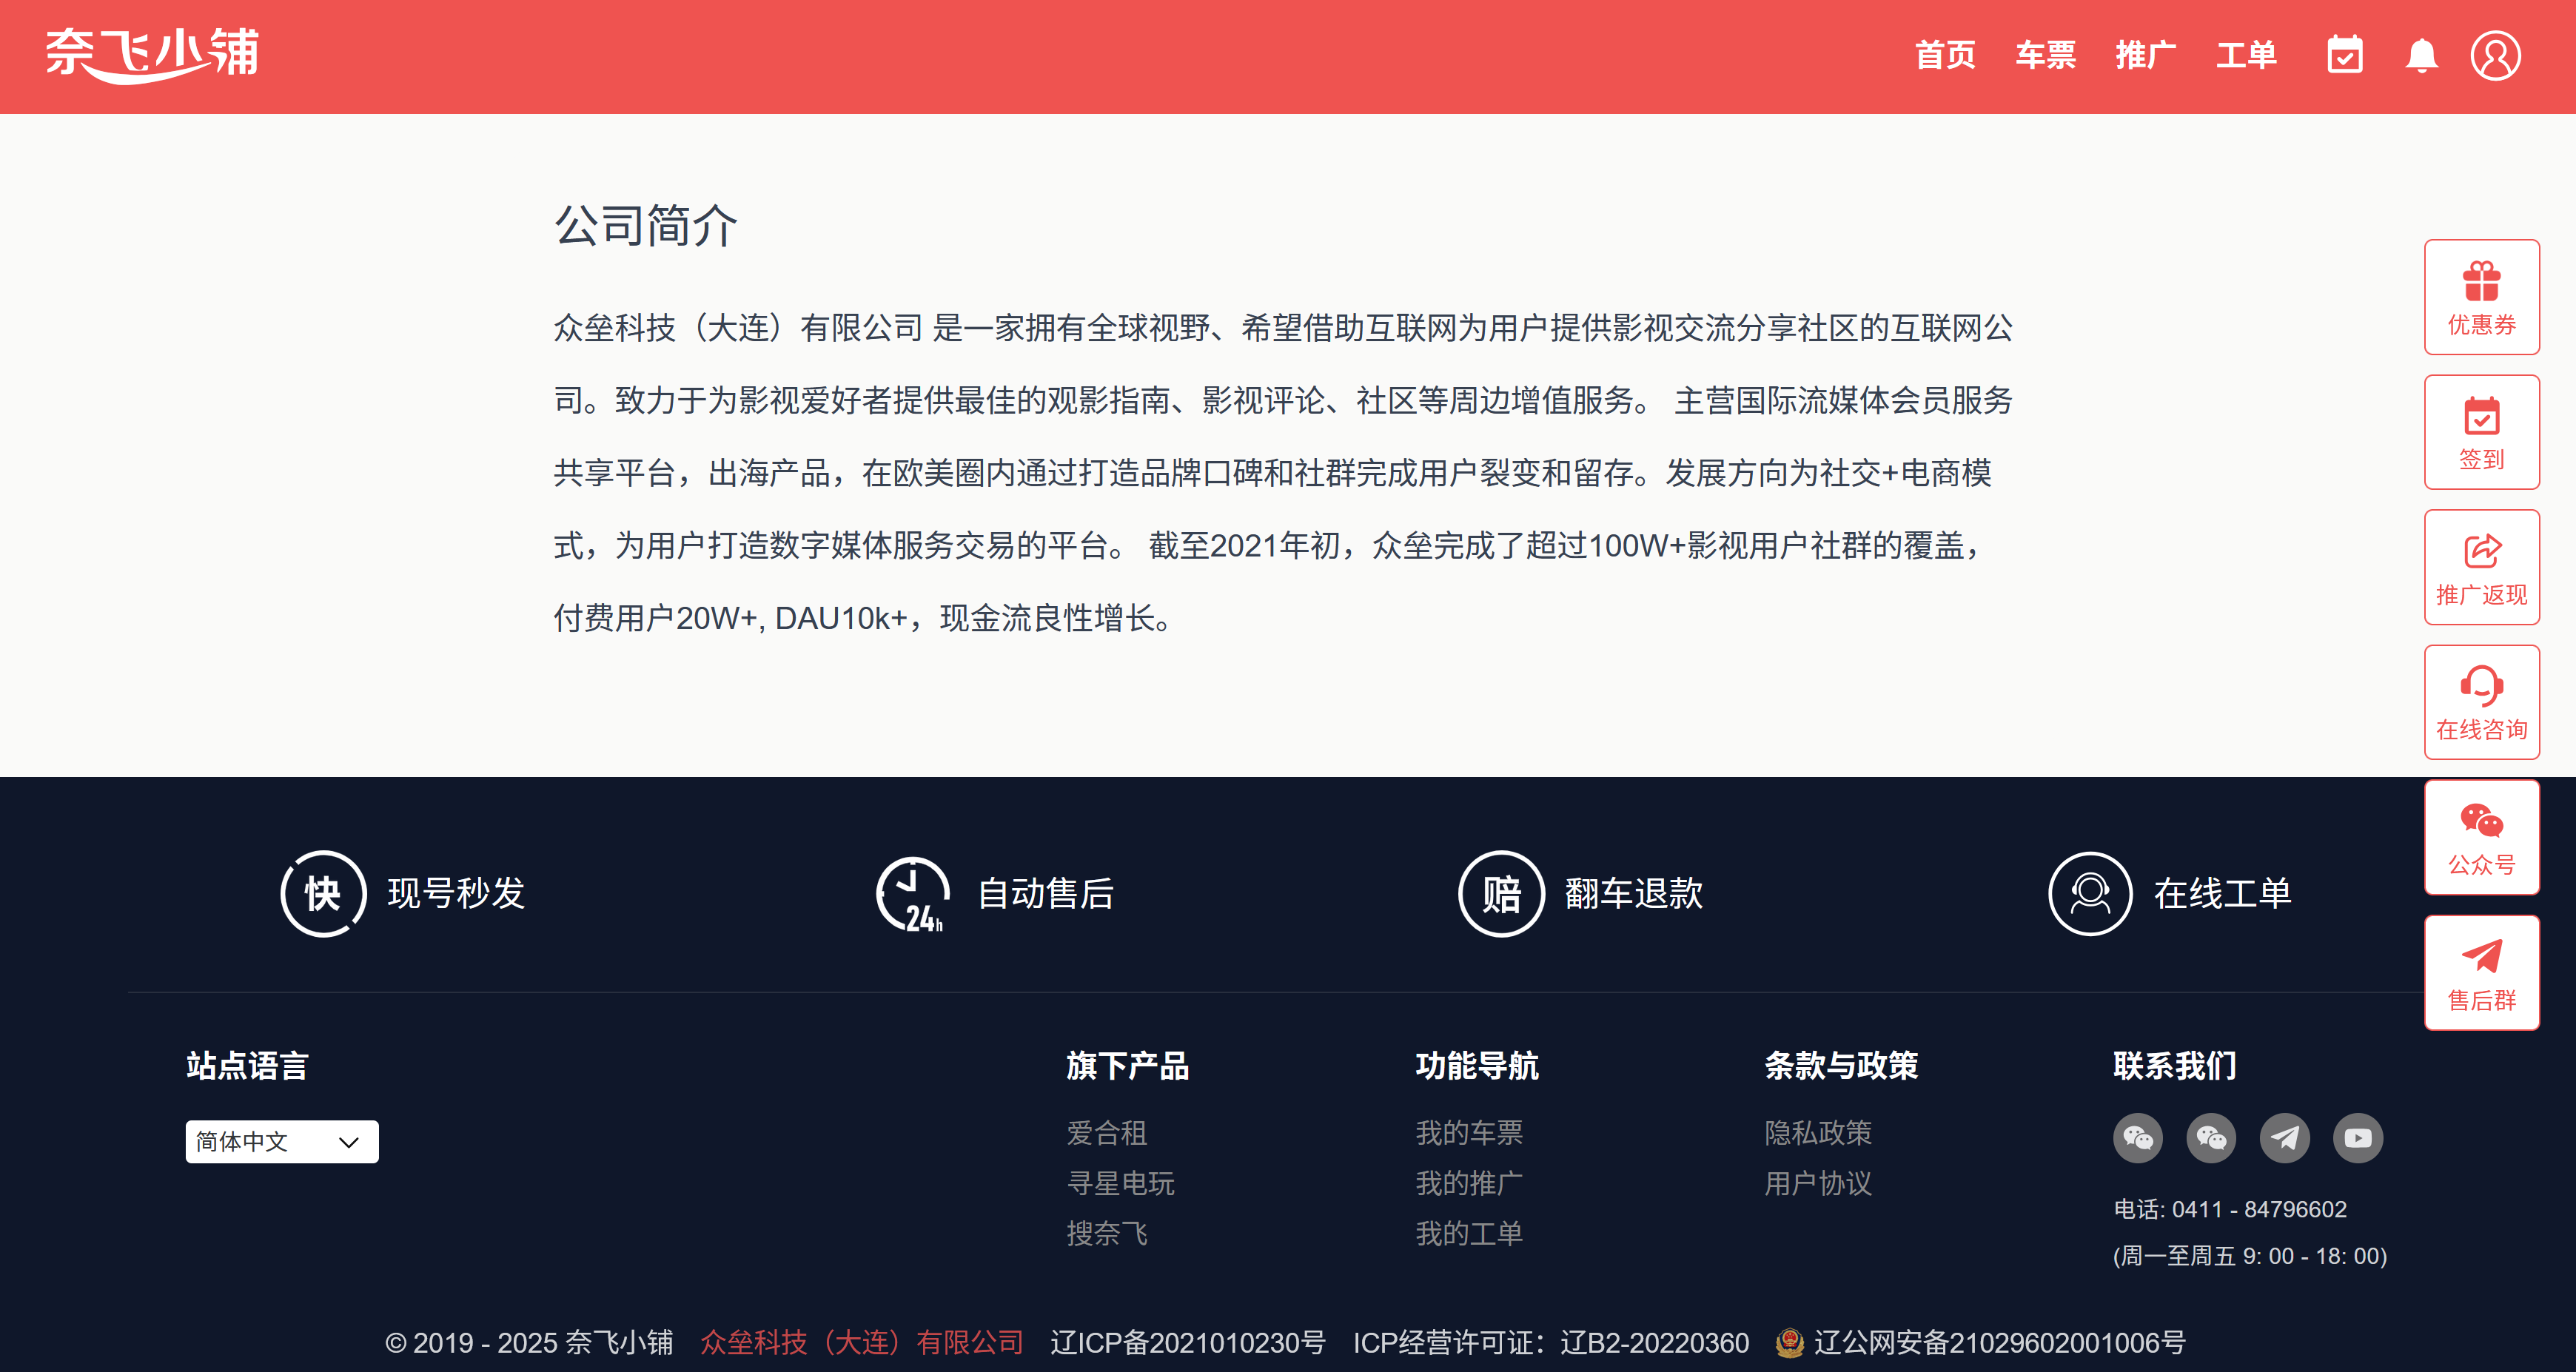 奈飞小铺
首页 车票 推广 工单
公司简介
众垒科技（大连）有限公司 是一家拥有全球视野、希望借助互联网为用户提供影视交流分享社区的互联网公
司。致力于为影视爱好者提供最佳的观影指南、影视评论、社区等周边增值服务。 主营国际流媒体会员服务
共享平台，出海产品，在欧美圈内通过打造品牌口碑和社群完成用户裂变和留存。发展方向为社交+电商模
式，为用户打造数字媒体服务交易的平台。 截至2021年初，众垒完成了超过100W+影视用户社群的覆盖，
付费用户20W+, DAU10k+，现金流良性增长。
优惠券
签到
推广返现
在线咨询
公众号
售后群
快 现号秒发
24h 自动售后
赔 翻车退款
在线工单
站点语言
简体中文
旗下产品
爱合租
寻星电玩
搜奈飞
功能导航
我的车票
我的推广
我的工单
条款与政策
隐私政策
用户协议
联系我们
电话: 0411 - 84796602
(周一至周五 9: 00 - 18: 00)
© 2019 - 2025 奈飞小铺 众垒科技（大连）有限公司 辽ICP备2021010230号 ICP经营许可证：辽B2-20220360 辽公网安备21029602001006号